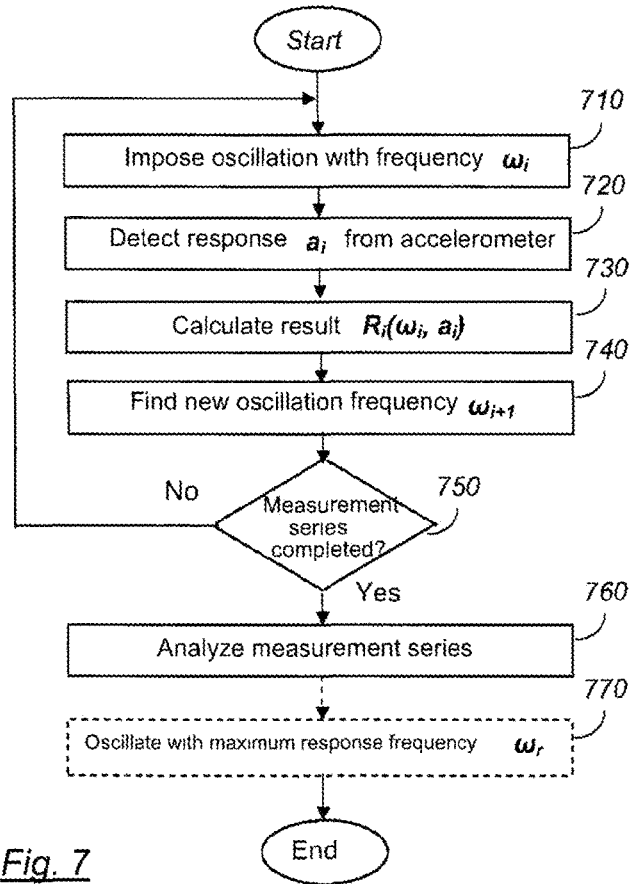 Start
710
Impose oscillation with frequency ωi
720
Detect response ai from accelerometer
730
Calculate result Ri(ωi, ai)
740
Find new oscillation frequency ωi+1
No
750
Measurement
series
completed?
Yes
760
Analyze measurement series
770
Oscillate with maximum response frequency ωr
End
Fig. 7